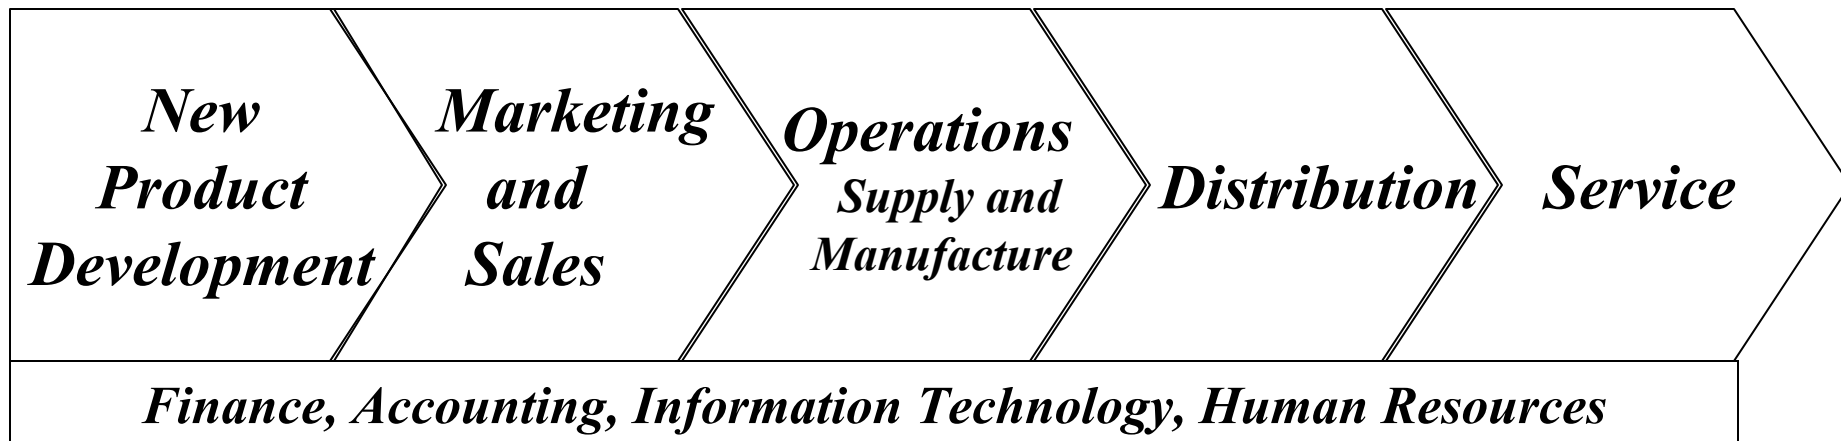 New
Product
Development
Marketing
and
Sales
Operations
Supply and
Manufacture
Distribution
Service
Finance, Accounting, Information Technology, Human Resources